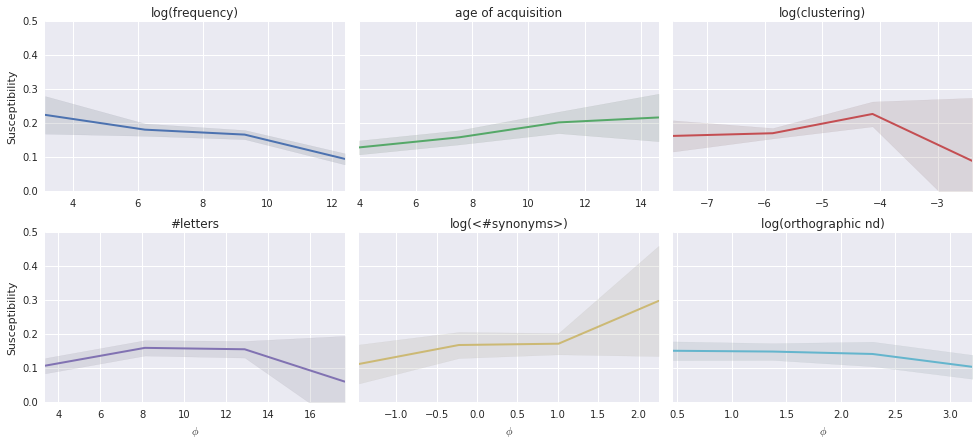 log(frequency) age of acquisition log(clustering)
0.5
0.4
0.3
0.2
0.1
0.0
Susceptibility
4 6 8 10 12 4 6 8 10 12 14 −7 −6 −5 −4 −3
#letters log(<#synonyms>) log(orthographic nd)
0.5
0.4
0.3
0.2
0.1
0.0
Susceptibility
4 6 8 10 12 14 16 −1.0 −0.5 0.0 0.5 1.0 1.5 2.0 0.5 1.0 1.5 2.0 2.5 3.0
ϕ ϕ ϕ